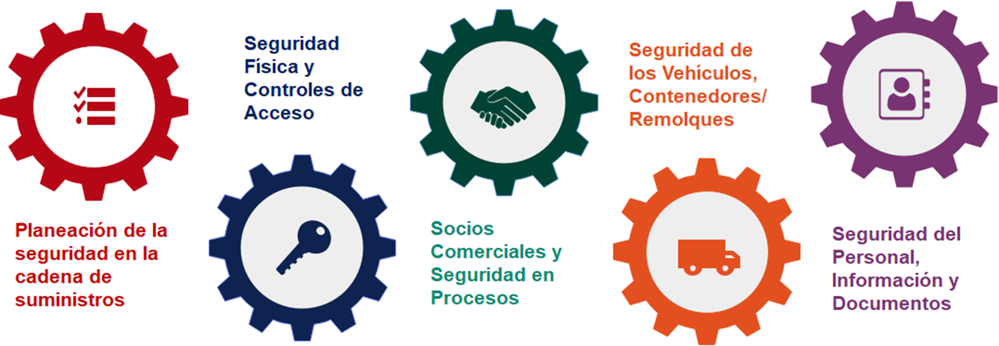 Planeación de la
seguridad en la
cadena de
suministros
Seguridad
Física y
Controles de
Acceso
Socios
Comerciales y
Seguridad en
Procesos
Seguridad de
los Vehículos,
Contenedores/
Remolques
Seguridad del
Personal,
Información y
Documentos